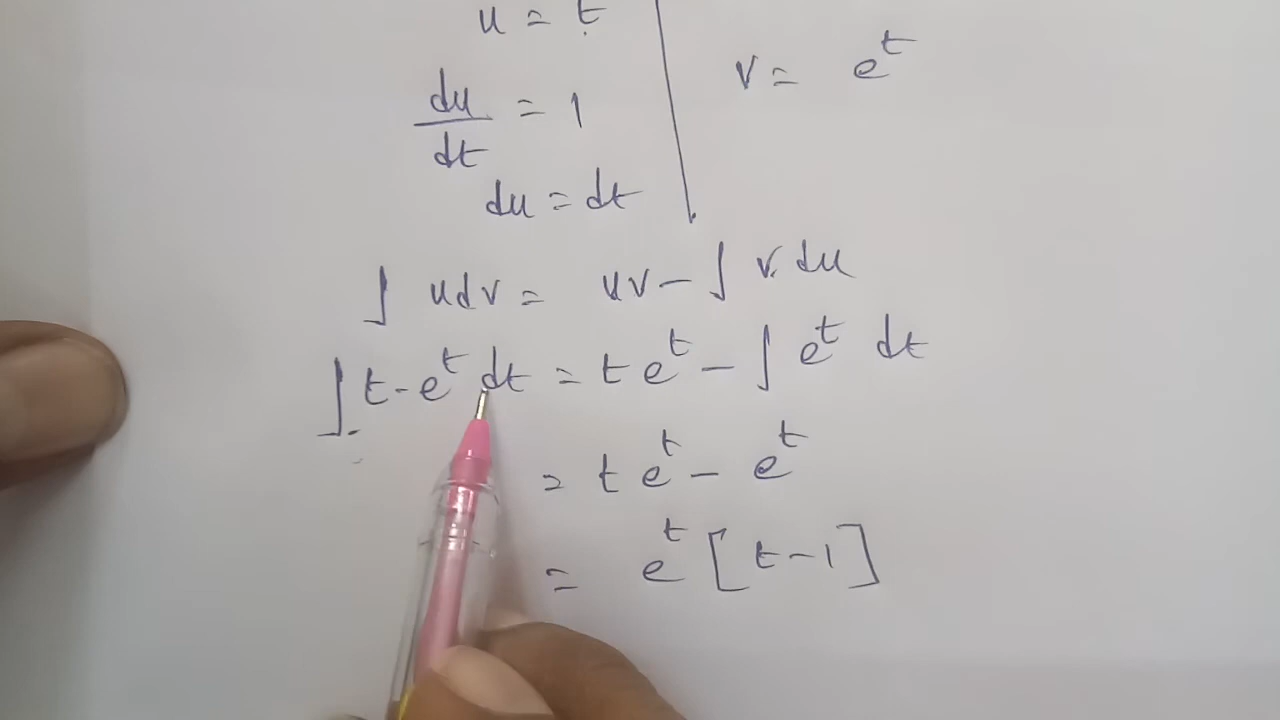 u = t
v = e^t
du/dt = 1
du = dt
∫ u dv = uv - ∫ v. du
∫ t - e^t dt = t e^t - ∫ e^t dt
= t e^t - e^t
= e^t [t - 1]